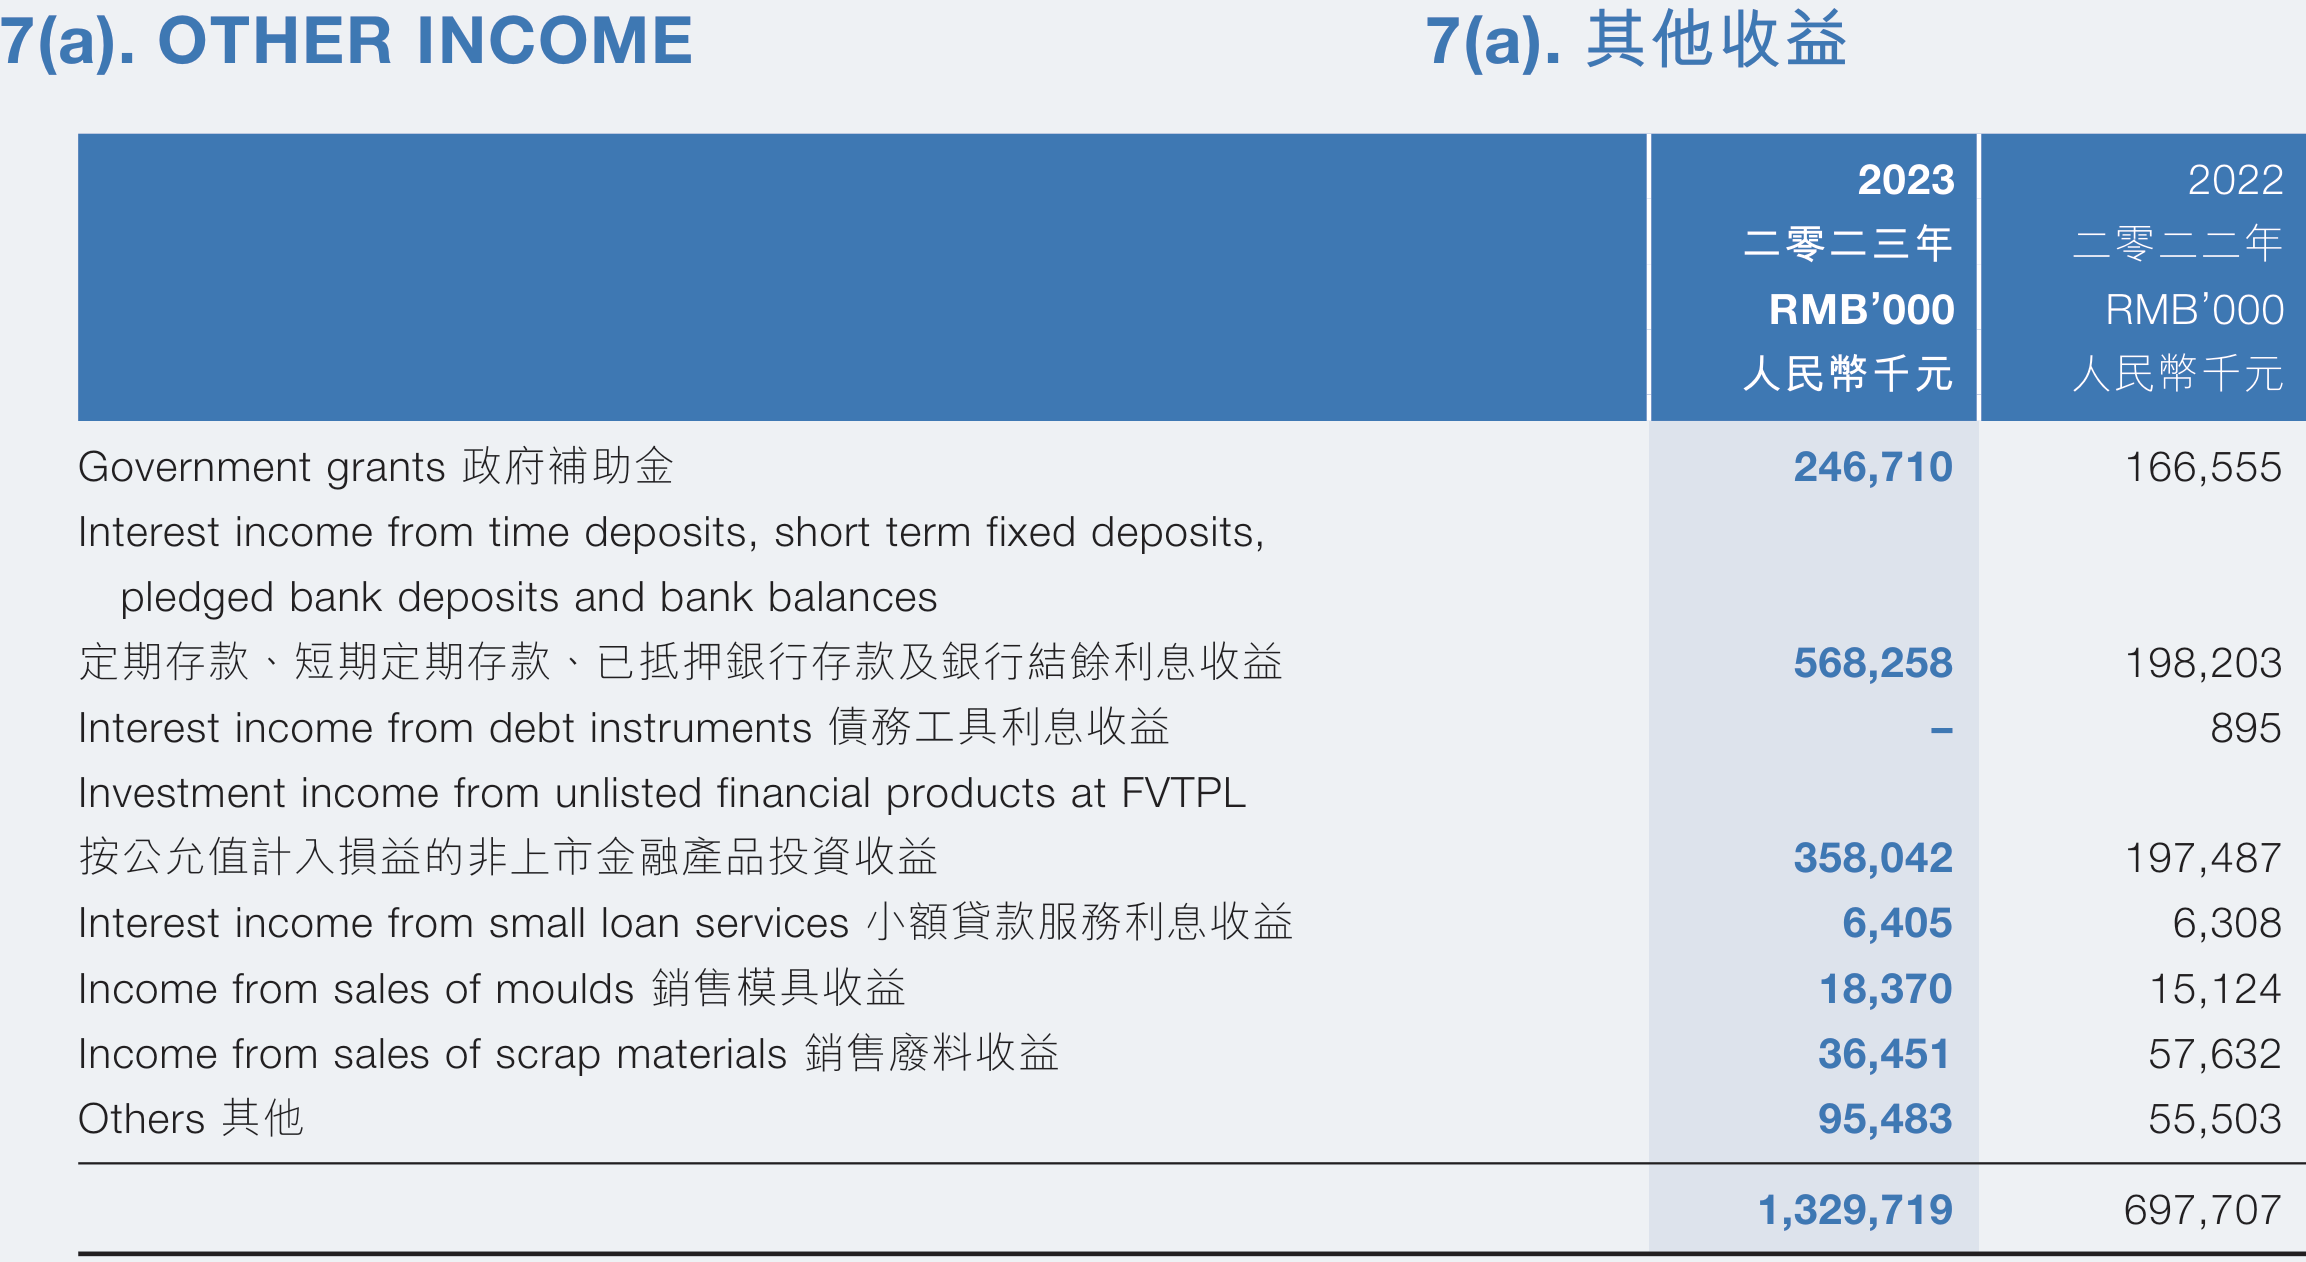 7(a). OTHER INCOME 7(a). 其他收益
2023 2022
二零二三年 二零二二年
RMB’000 RMB’000
人民幣千元 人民幣千元
Government grants 政府補助金 246,710 166,555
Interest income from time deposits, short term fixed deposits,
pledged bank deposits and bank balances
定期存款、短期定期存款、已抵押銀行存款及銀行結餘利息收益 568,258 198,203
Interest income from debt instruments 債務工具利息收益 – 895
Investment income from unlisted financial products at FVTPL
按公允值計入損益的非上市金融產品投資收益 358,042 197,487
Interest income from small loan services 小額貸款服務利息收益 6,405 6,308
Income from sales of moulds 銷售模具收益 18,370 15,124
Income from sales of scrap materials 銷售廢料收益 36,451 57,632
Others 其他 95,483 55,503
1,329,719 697,707